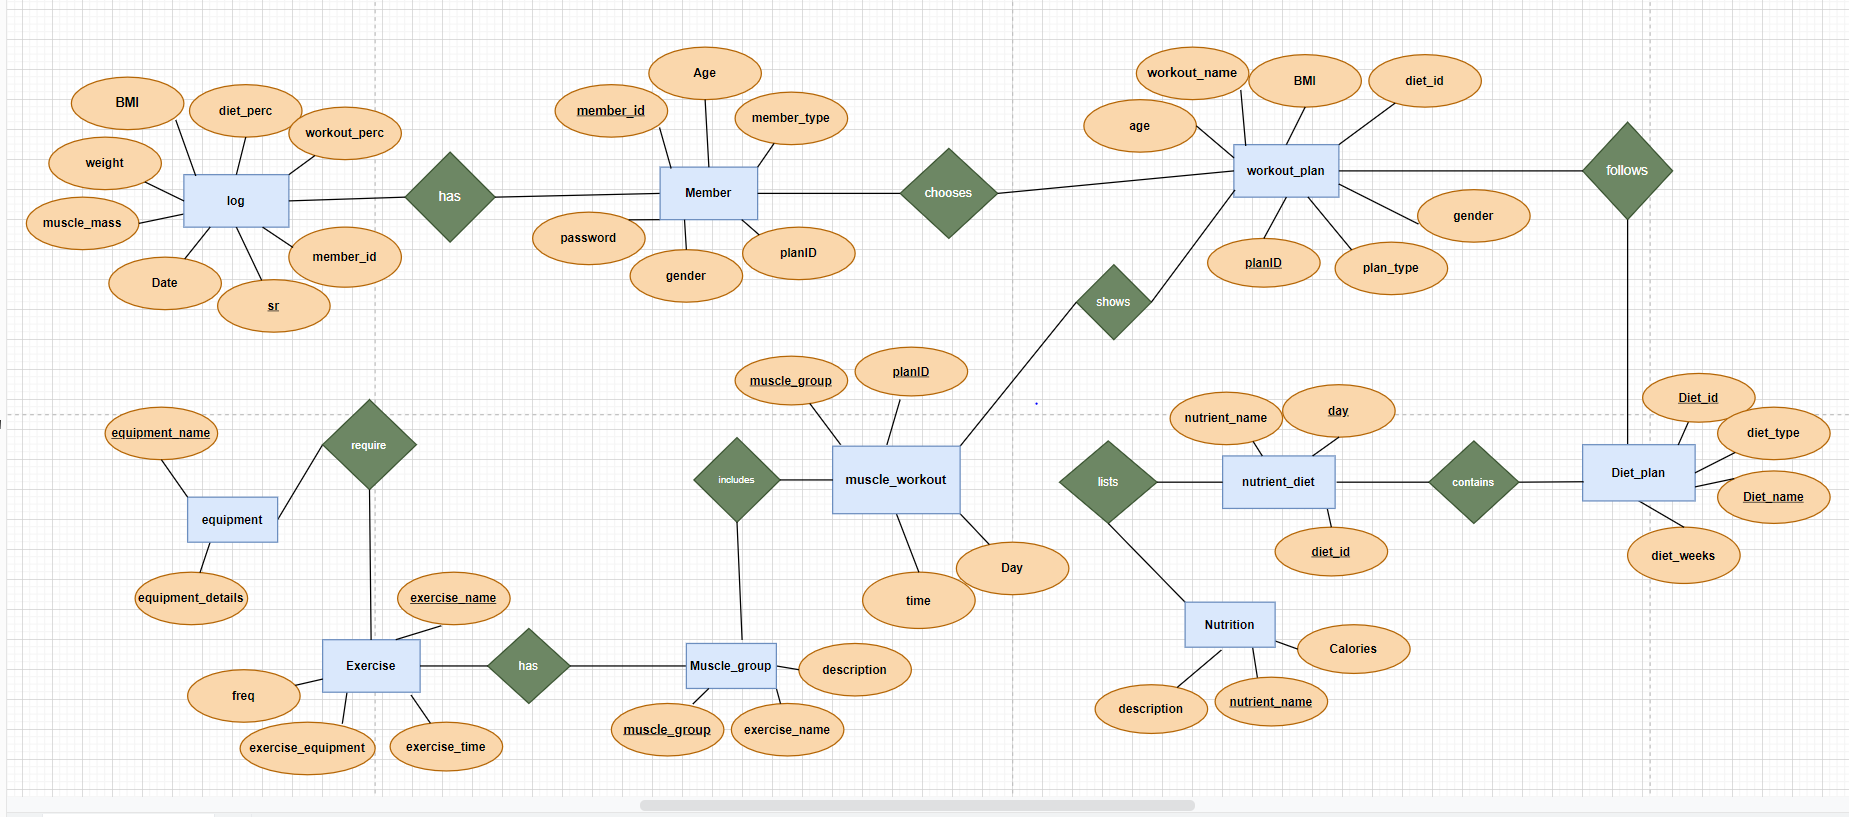 BMI
diet_perc
workout_perc
weight
log
muscle_mass
member_id
Date
sr
has
Age
member_id
member_type
Member
password
gender
planID
chooses
workout_name
BMI
diet_id
age
workout_plan
gender
planID
plan_type
follows
shows
muscle_group
planID
muscle_workout
includes
time
Day
nutrient_name
day
lists
nutrient_diet
contains
diet_id
Diet_id
diet_type
Diet_plan
Diet_name
diet_weeks
equipment_name
require
equipment
equipment_details
exercise_name
Exercise
freq
exercise_equipment
exercise_time
has
Muscle_group
description
muscle_group
exercise_name
Nutrition
Calories
description
nutrient_name